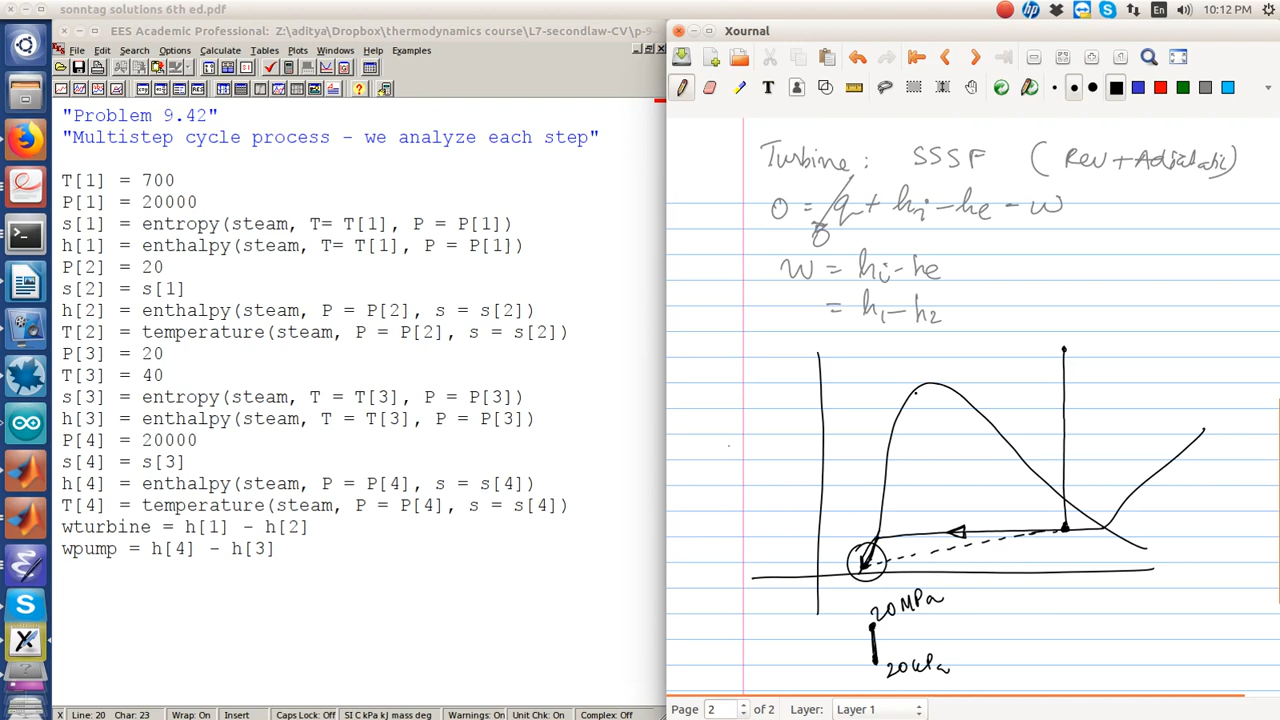 sonntag solutions 6th ed.pdf
En 10:12 PM
EES Academic Professional: Z:\aditya\Dropbox\thermodynamics course\L7-secondlaw-CV\p-9
Xournal
File Edit Search Options Calculate Tables Plots Windows Help Examples
"Problem 9.42"
"Multistep cycle process - we analyze each step"
T[1] = 700
P[1] = 20000
s[1] = entropy(steam, T= T[1], P = P[1])
h[1] = enthalpy(steam, T= T[1], P = P[1])
P[2] = 20
s[2] = s[1]
h[2] = enthalpy(steam, P = P[2], s = s[2])
T[2] = temperature(steam, P = P[2], s = s[2])
P[3] = 20
T[3] = 40
s[3] = entropy(steam, T = T[3], P = P[3])
h[3] = enthalpy(steam, T = T[3], P = P[3])
P[4] = 20000
s[4] = s[3]
h[4] = enthalpy(steam, P = P[4], s = s[4])
T[4] = temperature(steam, P = P[4], s = s[4])
wturbine = h[1] - h[2]
wpump = h[4] - h[3]
Turbine: SSSF (Rev + Adiabatic)
0 = q + hi - he - w
0
w = hi - he
= h1 - h2
20 MPa
20 kPa
Line: 20 Char: 23 Wrap: On Insert Caps Lock: Off SI C kPa kJ mass deg Warnings: On Unit Chk: On Complex: Off
Page 2 of 2 Layer: Layer 1